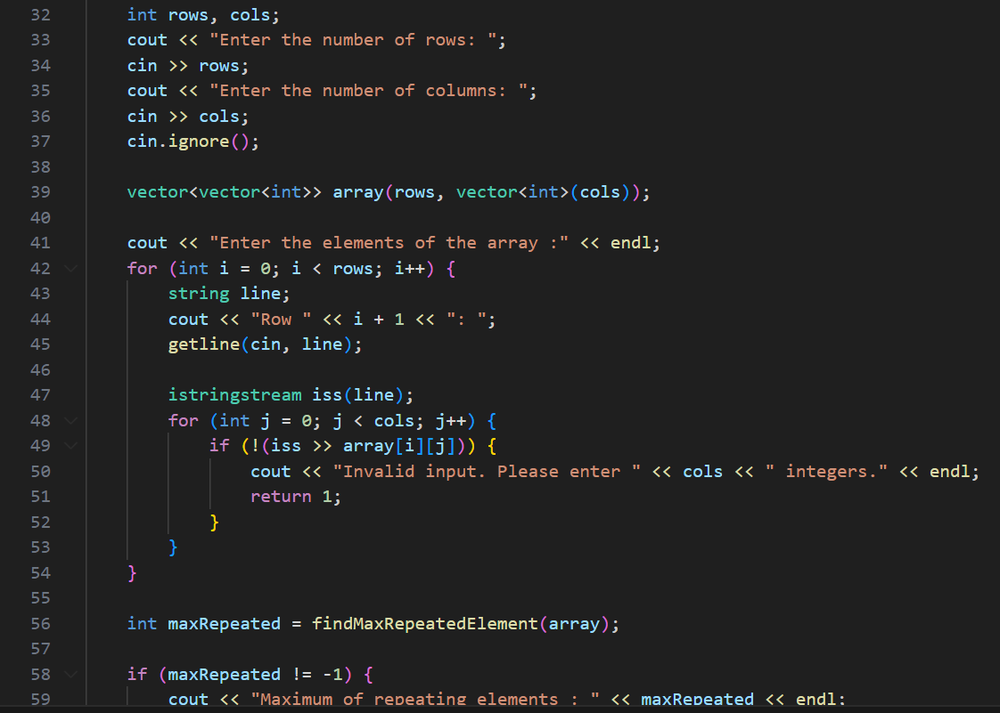 32 int rows, cols;
33 cout << "Enter the number of rows: ";
34 cin >> rows;
35 cout << "Enter the number of columns: ";
36 cin >> cols;
37 cin.ignore();
38
39 vector<vector<int>> array(rows, vector<int>(cols));
40
41 cout << "Enter the elements of the array :" << endl;
42 for (int i = 0; i < rows; i++) {
43 string line;
44 cout << "Row " << i + 1 << ": ";
45 getline(cin, line);
46
47 istringstream iss(line);
48 for (int j = 0; j < cols; j++) {
49 if (!(iss >> array[i][j])) {
50 cout << "Invalid input. Please enter " << cols << " integers." << endl;
51 return 1;
52 }
53 }
54 }
55
56 int maxRepeated = findMaxRepeatedElement(array);
57
58 if (maxRepeated != -1) {
59 cout << "Maximum of repeating elements : " << maxRepeated << endl;